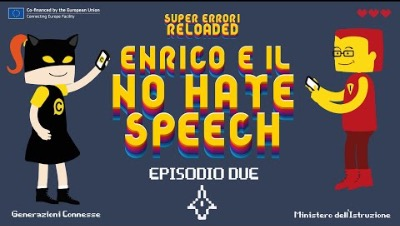 Co-financed by the European Union
Connecting Europe Facility
SUPER ERRORI
RELOADED
ENRICO E IL
NO HATE
SPEECH
EPISODIO DUE
C
Generazioni Connesse
Ministero dell'Istruzione